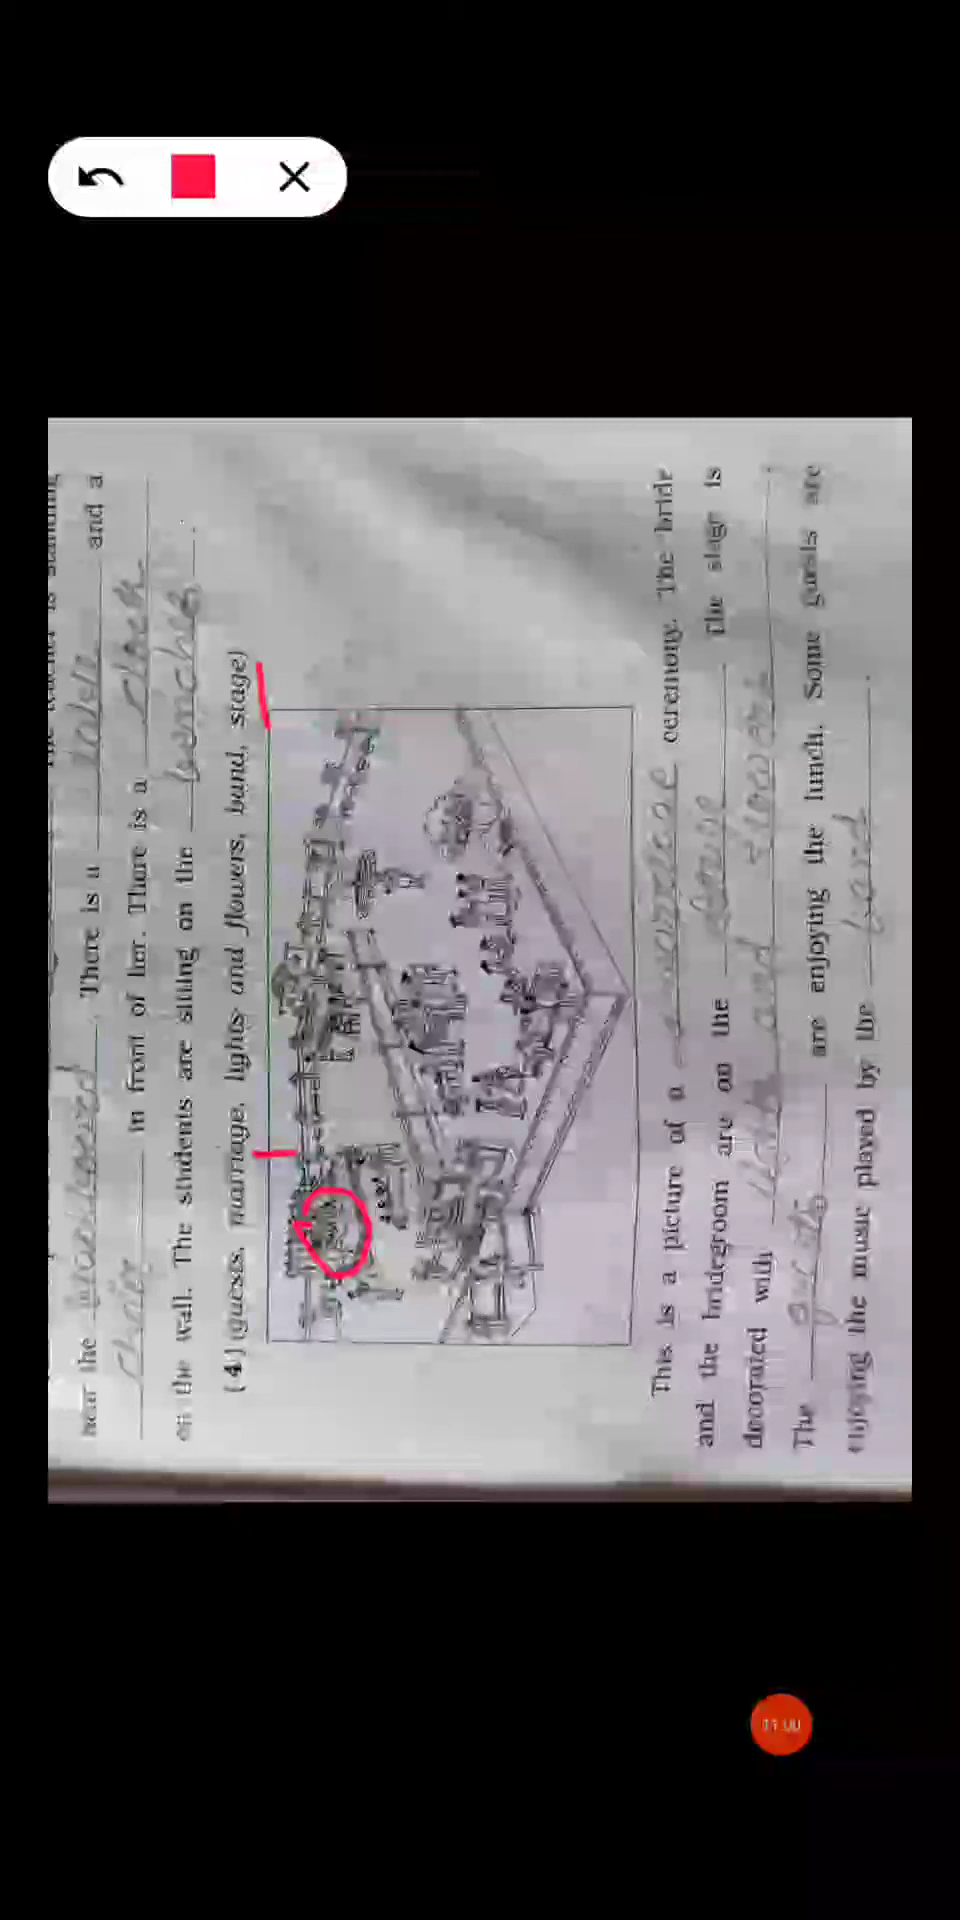 and a
near the blackboard. There is a table
chair in front of her. There is a clock
on the wall. The students are sitting on the benches.
(4) (guests, marriage, lights and flowers, band, stage)
This is a picture of a marriage ceremony. The bride
and the bridegroom are on the The stage is
decorated with lights and flowers.
The guests are enjoying the lunch. Some guests are
enjoying the music played by the band.
11:00